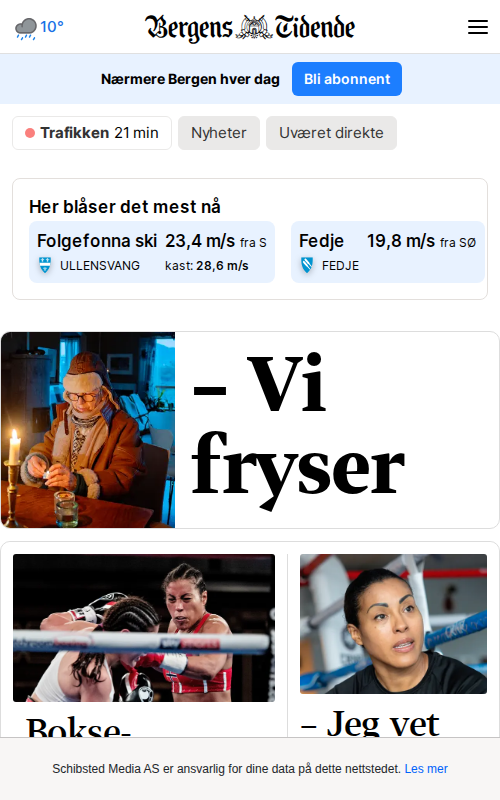 10°
Bergens Tidende
Nærmere Bergen hver dag
Bli abonnent
Trafikken 21 min
Nyheter
Uværet direkte
Her blåser det mest nå
Folgefonna ski 23,4 m/s fra S
ULLENSVANG kast: 28,6 m/s
Fedje 19,8 m/s fra SØ
FEDJE
– Vi
fryser
Bokse-
– Jeg vet
Schibsted Media AS er ansvarlig for dine data på dette nettstedet. Les mer